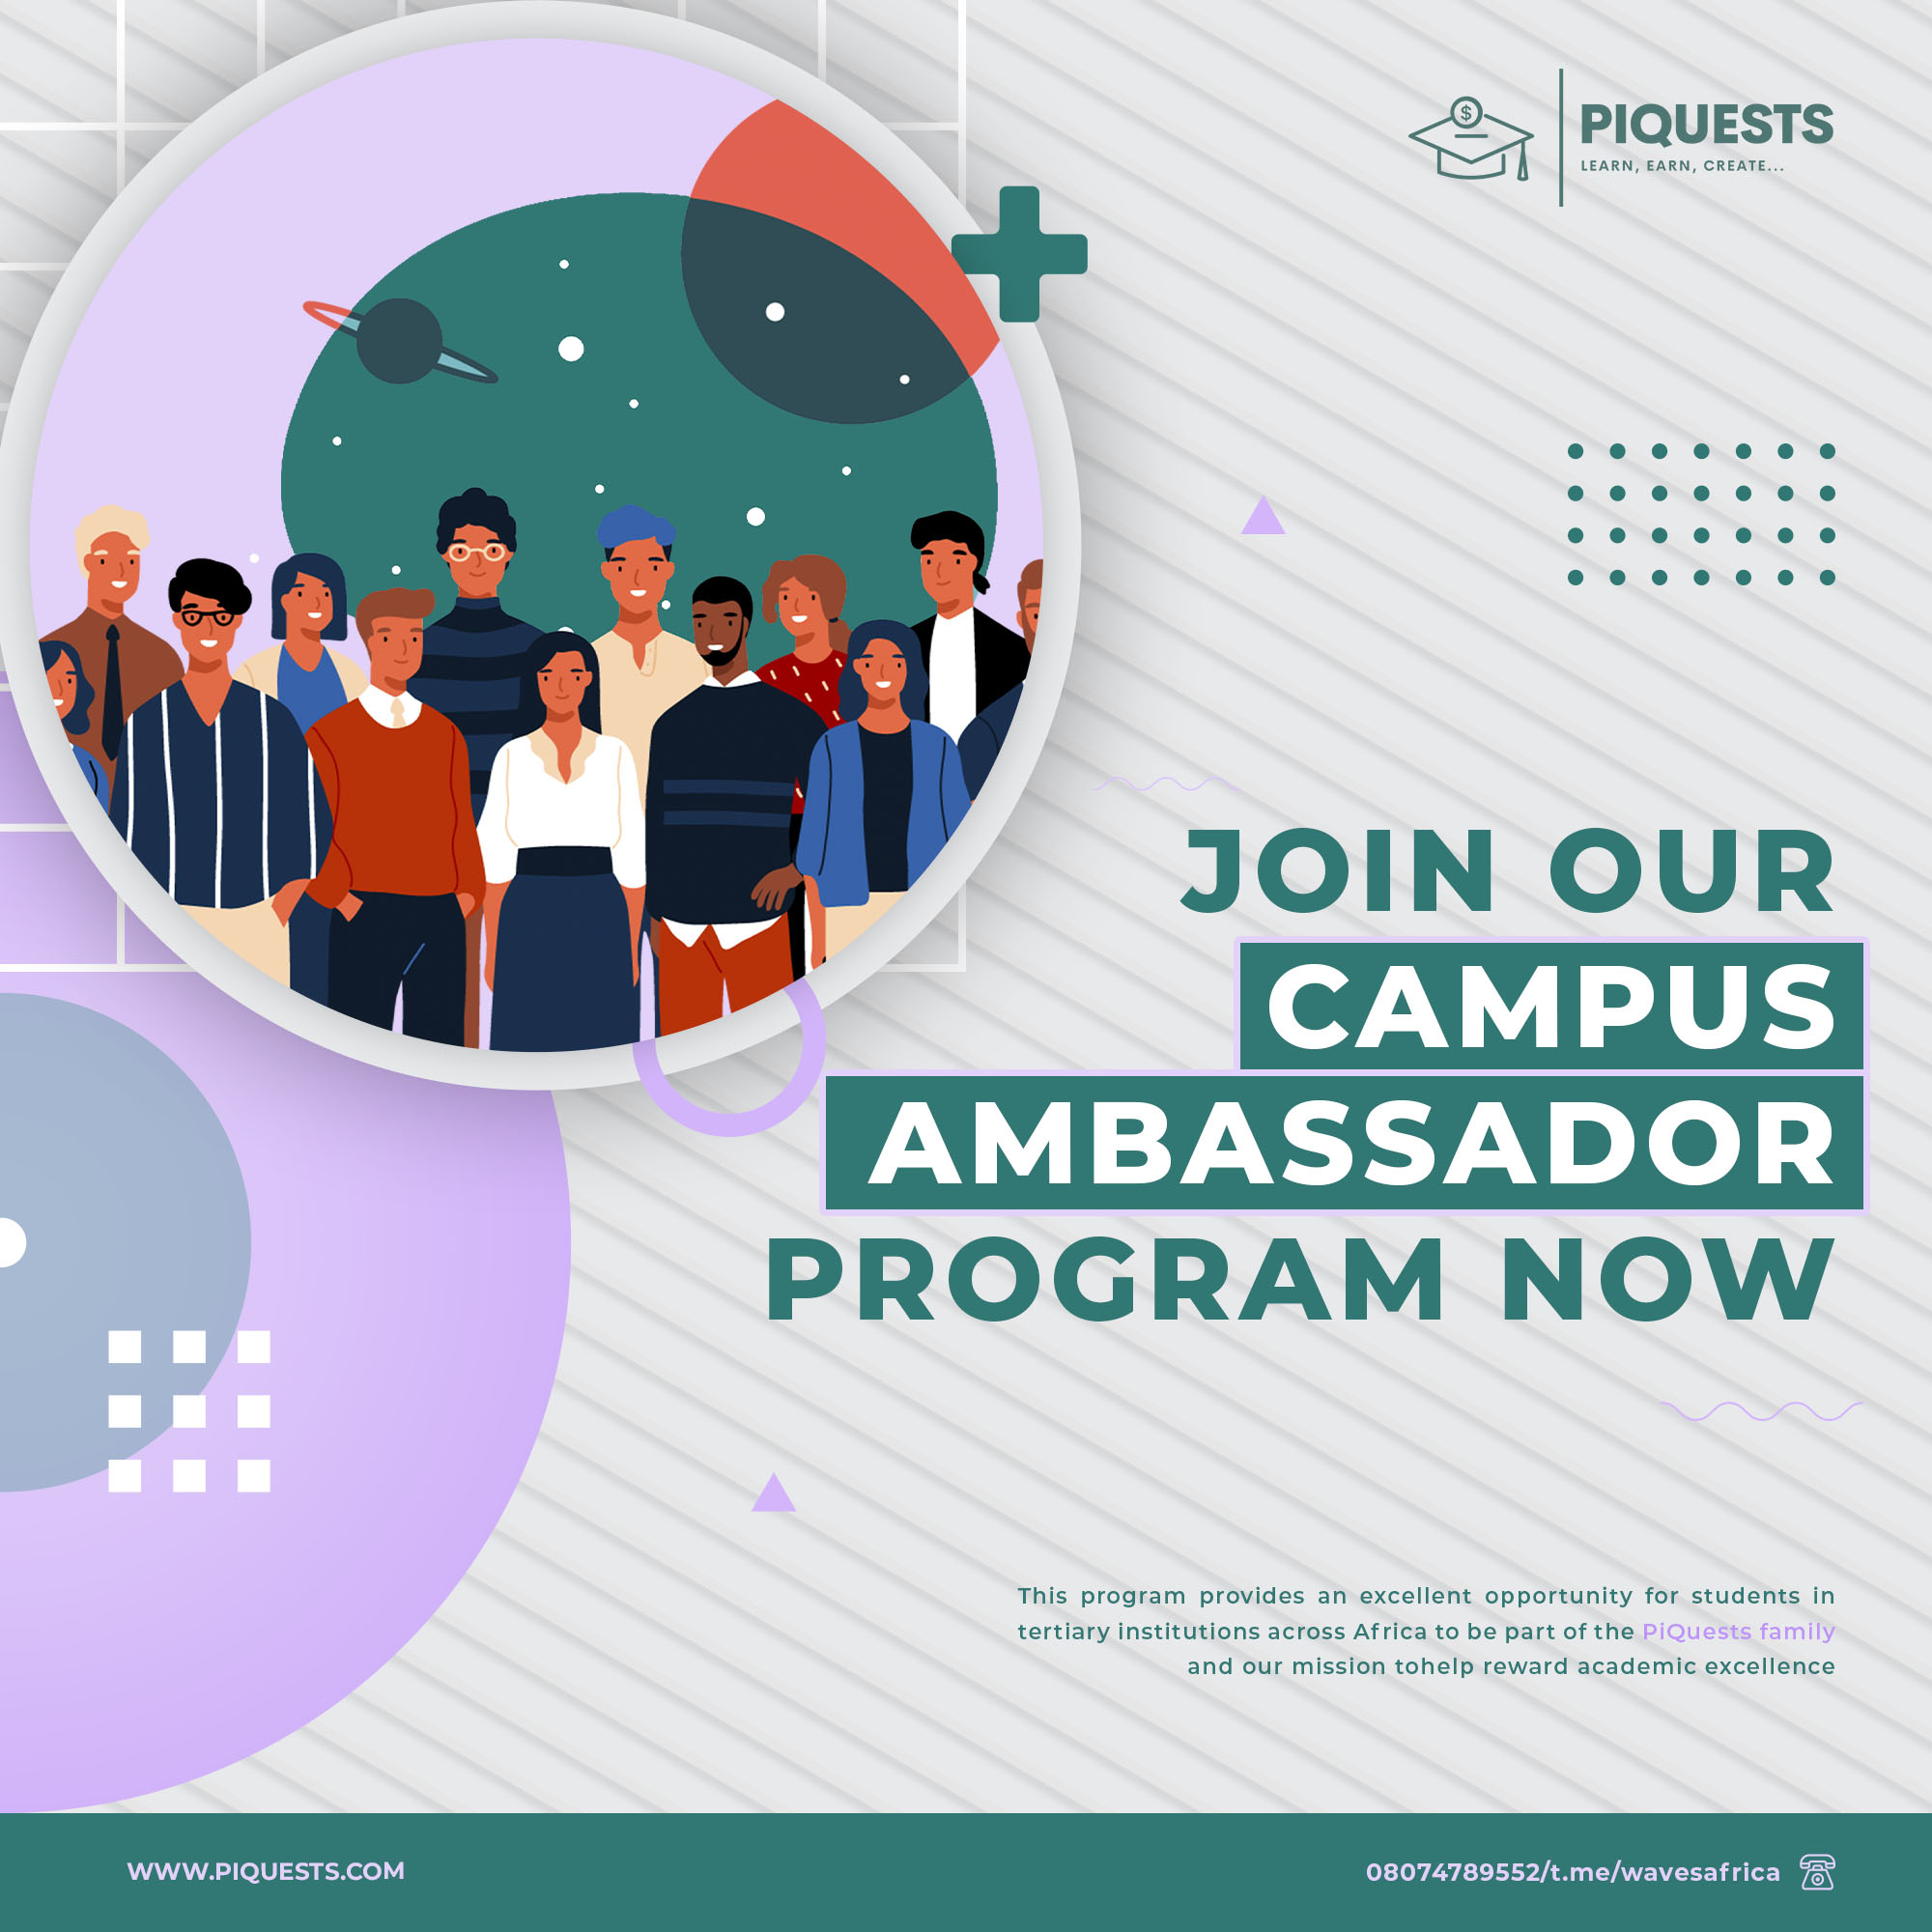 $
PIQUESTS
LEARN, EARN, CREATE...
JOIN OUR
CAMPUS
AMBASSADOR
PROGRAM NOW
This program provides an excellent opportunity for students in
tertiary institutions across Africa to be part of the PiQuests family
and our mission tohelp reward academic excellence
WWW.PIQUESTS.COM
08074789552/t.me/wavesafrica